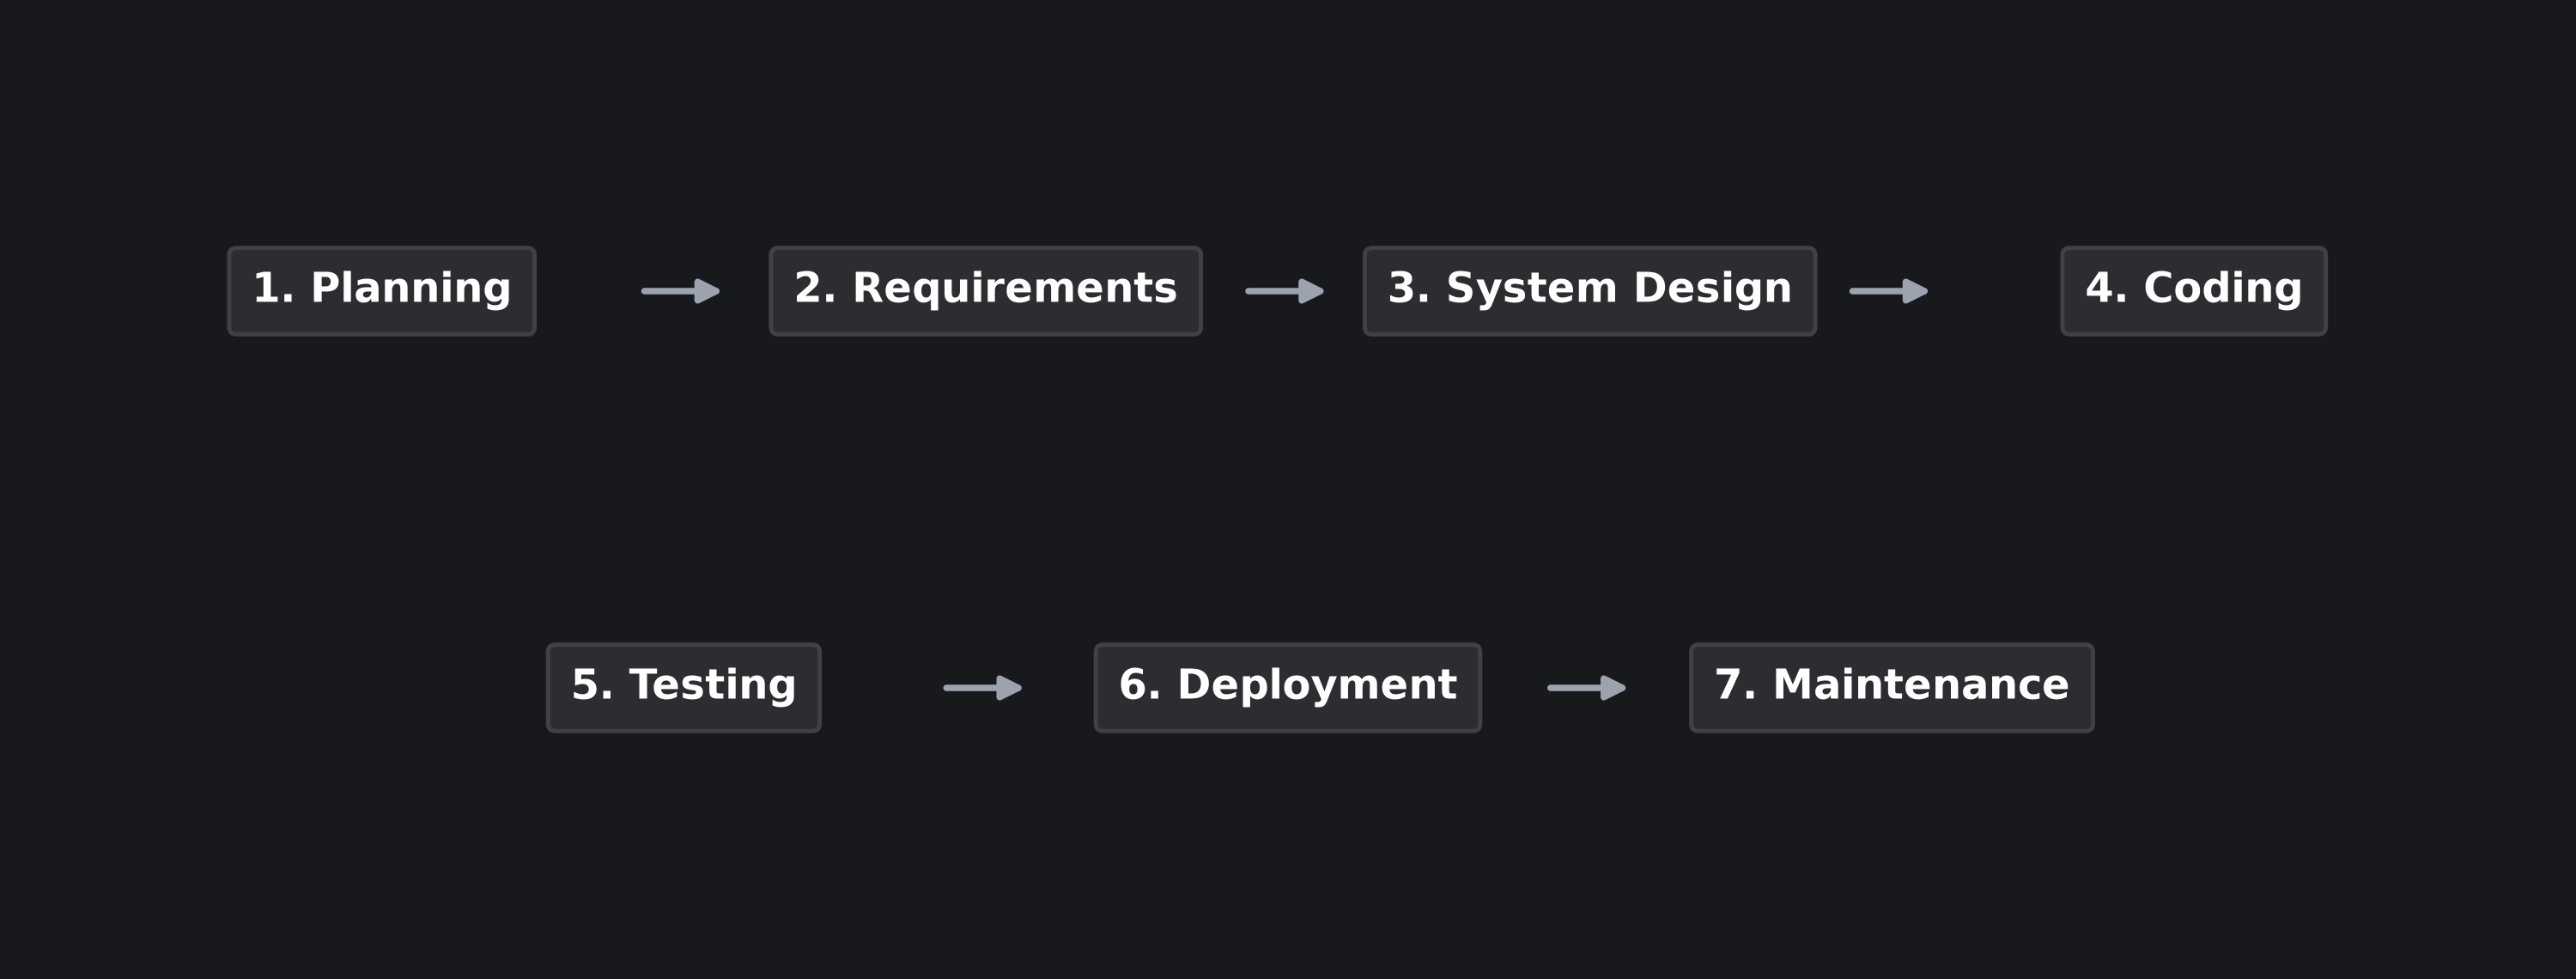 1. Planning
2. Requirements
3. System Design
4. Coding
5. Testing
6. Deployment
7. Maintenance